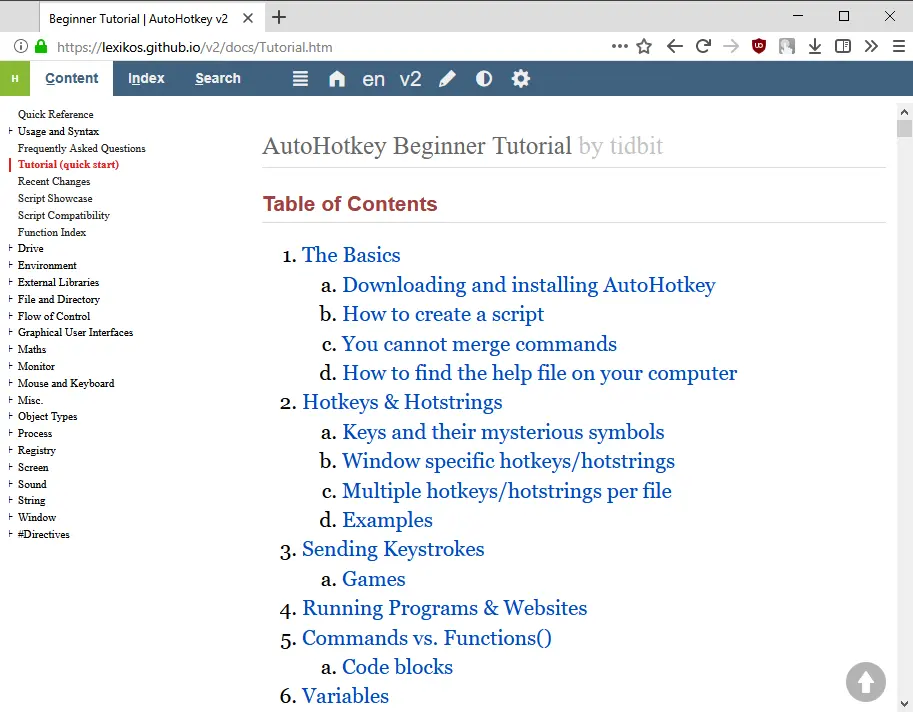 Beginner Tutorial | AutoHotkey v2
https://lexikos.github.io/v2/docs/Tutorial.htm
H Content Index Search en v2
Quick Reference
Usage and Syntax
Frequently Asked Questions
Tutorial (quick start)
Recent Changes
Script Showcase
Script Compatibility
Function Index
Drive
Environment
External Libraries
File and Directory
Flow of Control
Graphical User Interfaces
Maths
Monitor
Mouse and Keyboard
Misc.
Object Types
Process
Registry
Screen
Sound
String
Window
#Directives
AutoHotkey Beginner Tutorial by tidbit
Table of Contents
1. The Basics
a. Downloading and installing AutoHotkey
b. How to create a script
c. You cannot merge commands
d. How to find the help file on your computer
2. Hotkeys & Hotstrings
a. Keys and their mysterious symbols
b. Window specific hotkeys/hotstrings
c. Multiple hotkeys/hotstrings per file
d. Examples
3. Sending Keystrokes
a. Games
4. Running Programs & Websites
5. Commands vs. Functions()
a. Code blocks
6. Variables